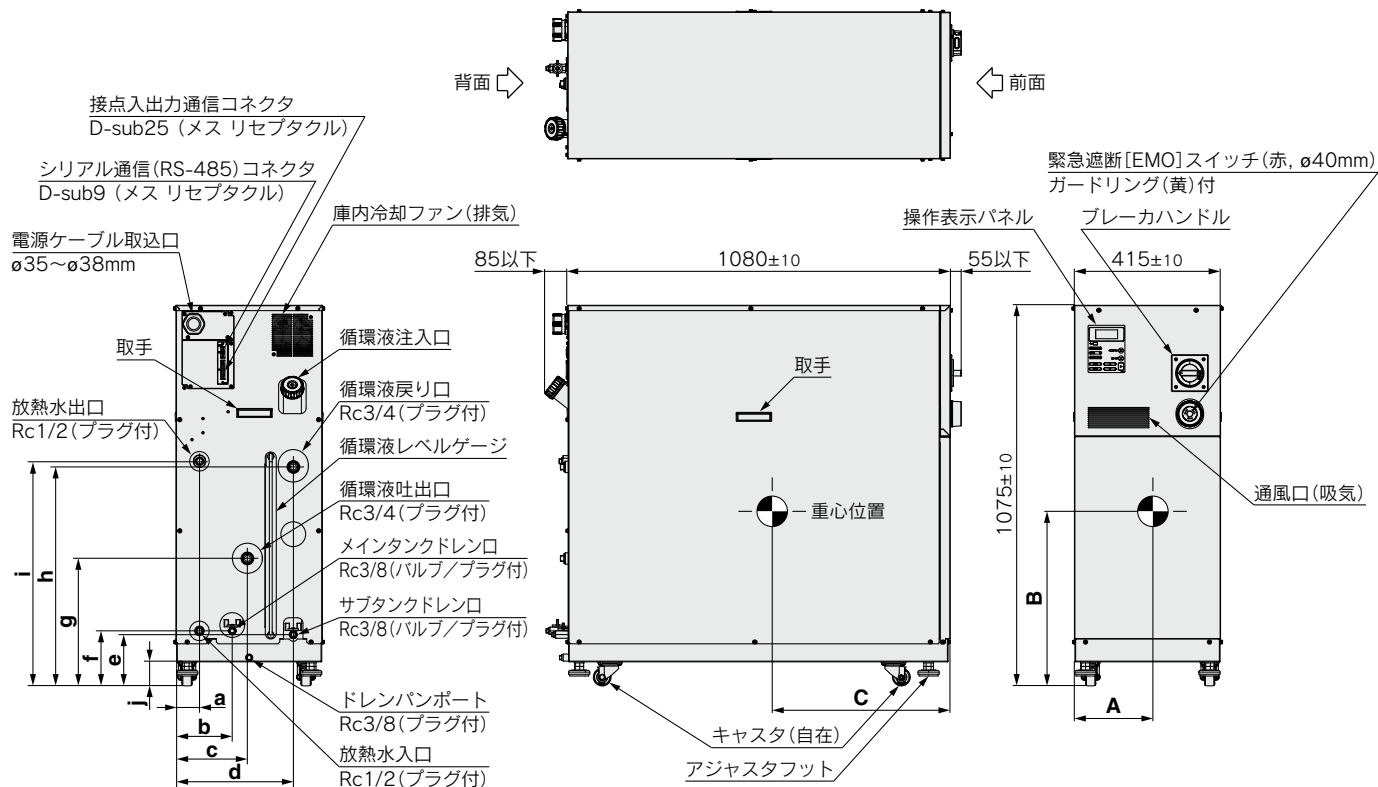 背面
前面
接点入出力通信コネクタ
D-sub25 (メス リセプタクル)
シリアル通信(RS-485)コネクタ
D-sub9 (メス リセプタクル)
電源ケーブル取込口
ø35～ø38mm
庫内冷却ファン(排気)
取手
循環液注入口
循環液戻り口
Rc3/4(プラグ付)
放熱水出口
Rc1/2(プラグ付)
循環液レベルゲージ
循環液吐出口
Rc3/4(プラグ付)
メインタンクドレン口
Rc3/8(バルブ／プラグ付)
サブタンクドレン口
Rc3/8(バルブ／プラグ付)
ドレンパンポート
Rc3/8(プラグ付)
放熱水入口
Rc1/2(プラグ付)
i
h
g
f
e
j
a
b
c
d
85以下
1080±10
55以下
取手
重心位置
C
キャスタ(自在)
アジャスタフット
緊急遮断[EMO]スイッチ(赤, ø40mm)
ガードリング(黄)付
操作表示パネル
ブレーカハンドル
415±10
1075±10
通風口(吸気)
B
A